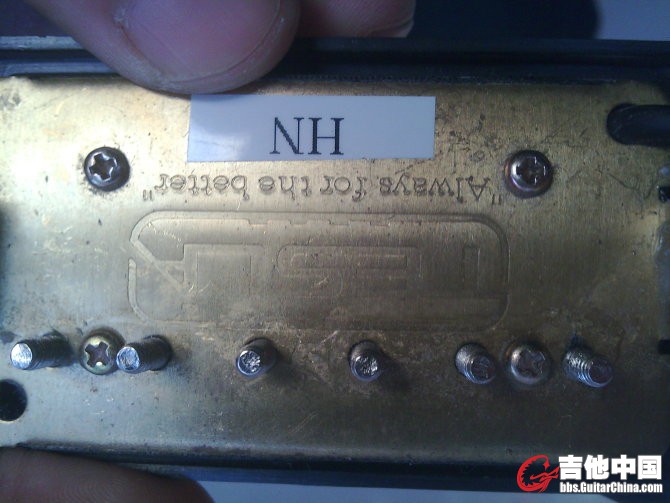 NH
"Always for the better"
吉他中国
bbs.GuitarChina.com